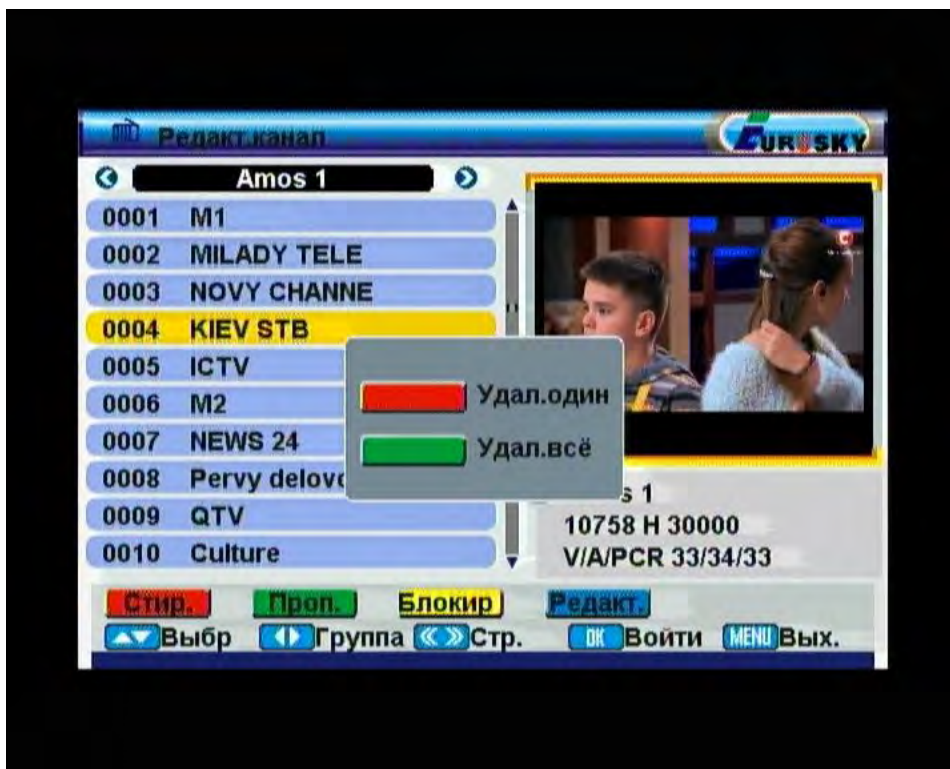 Редакт.канал
EUROSKY
Amos 1
0001 M1
0002 MILADY TELE
0003 NOVY CHANNE
0004 KIEV STB
0005 ICTV
0006 M2
0007 NEWS 24
0008 Pervy delovo
0009 QTV
0010 Culture
Удал.один
Удал.всё
s 1
10758 H 30000
V/A/PCR 33/34/33
Стир. Проп. Блокир Редакт.
Выбр Группа Стр. OK Войти MENU Вых.